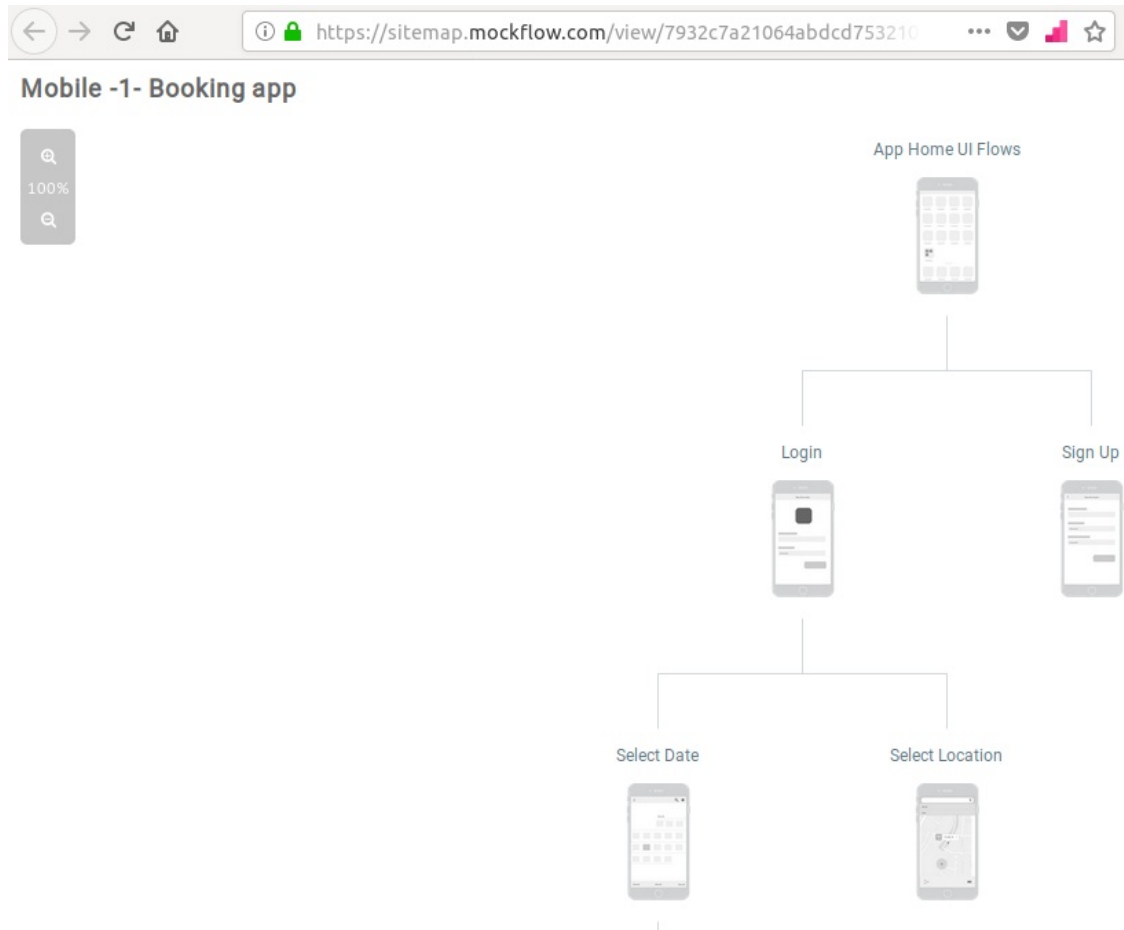 https://sitemap.mockflow.com/view/7932c7a21064abdcd753210
Mobile -1- Booking app
100%
App Home UI Flows
Login
Sign Up
Select Date
Select Location